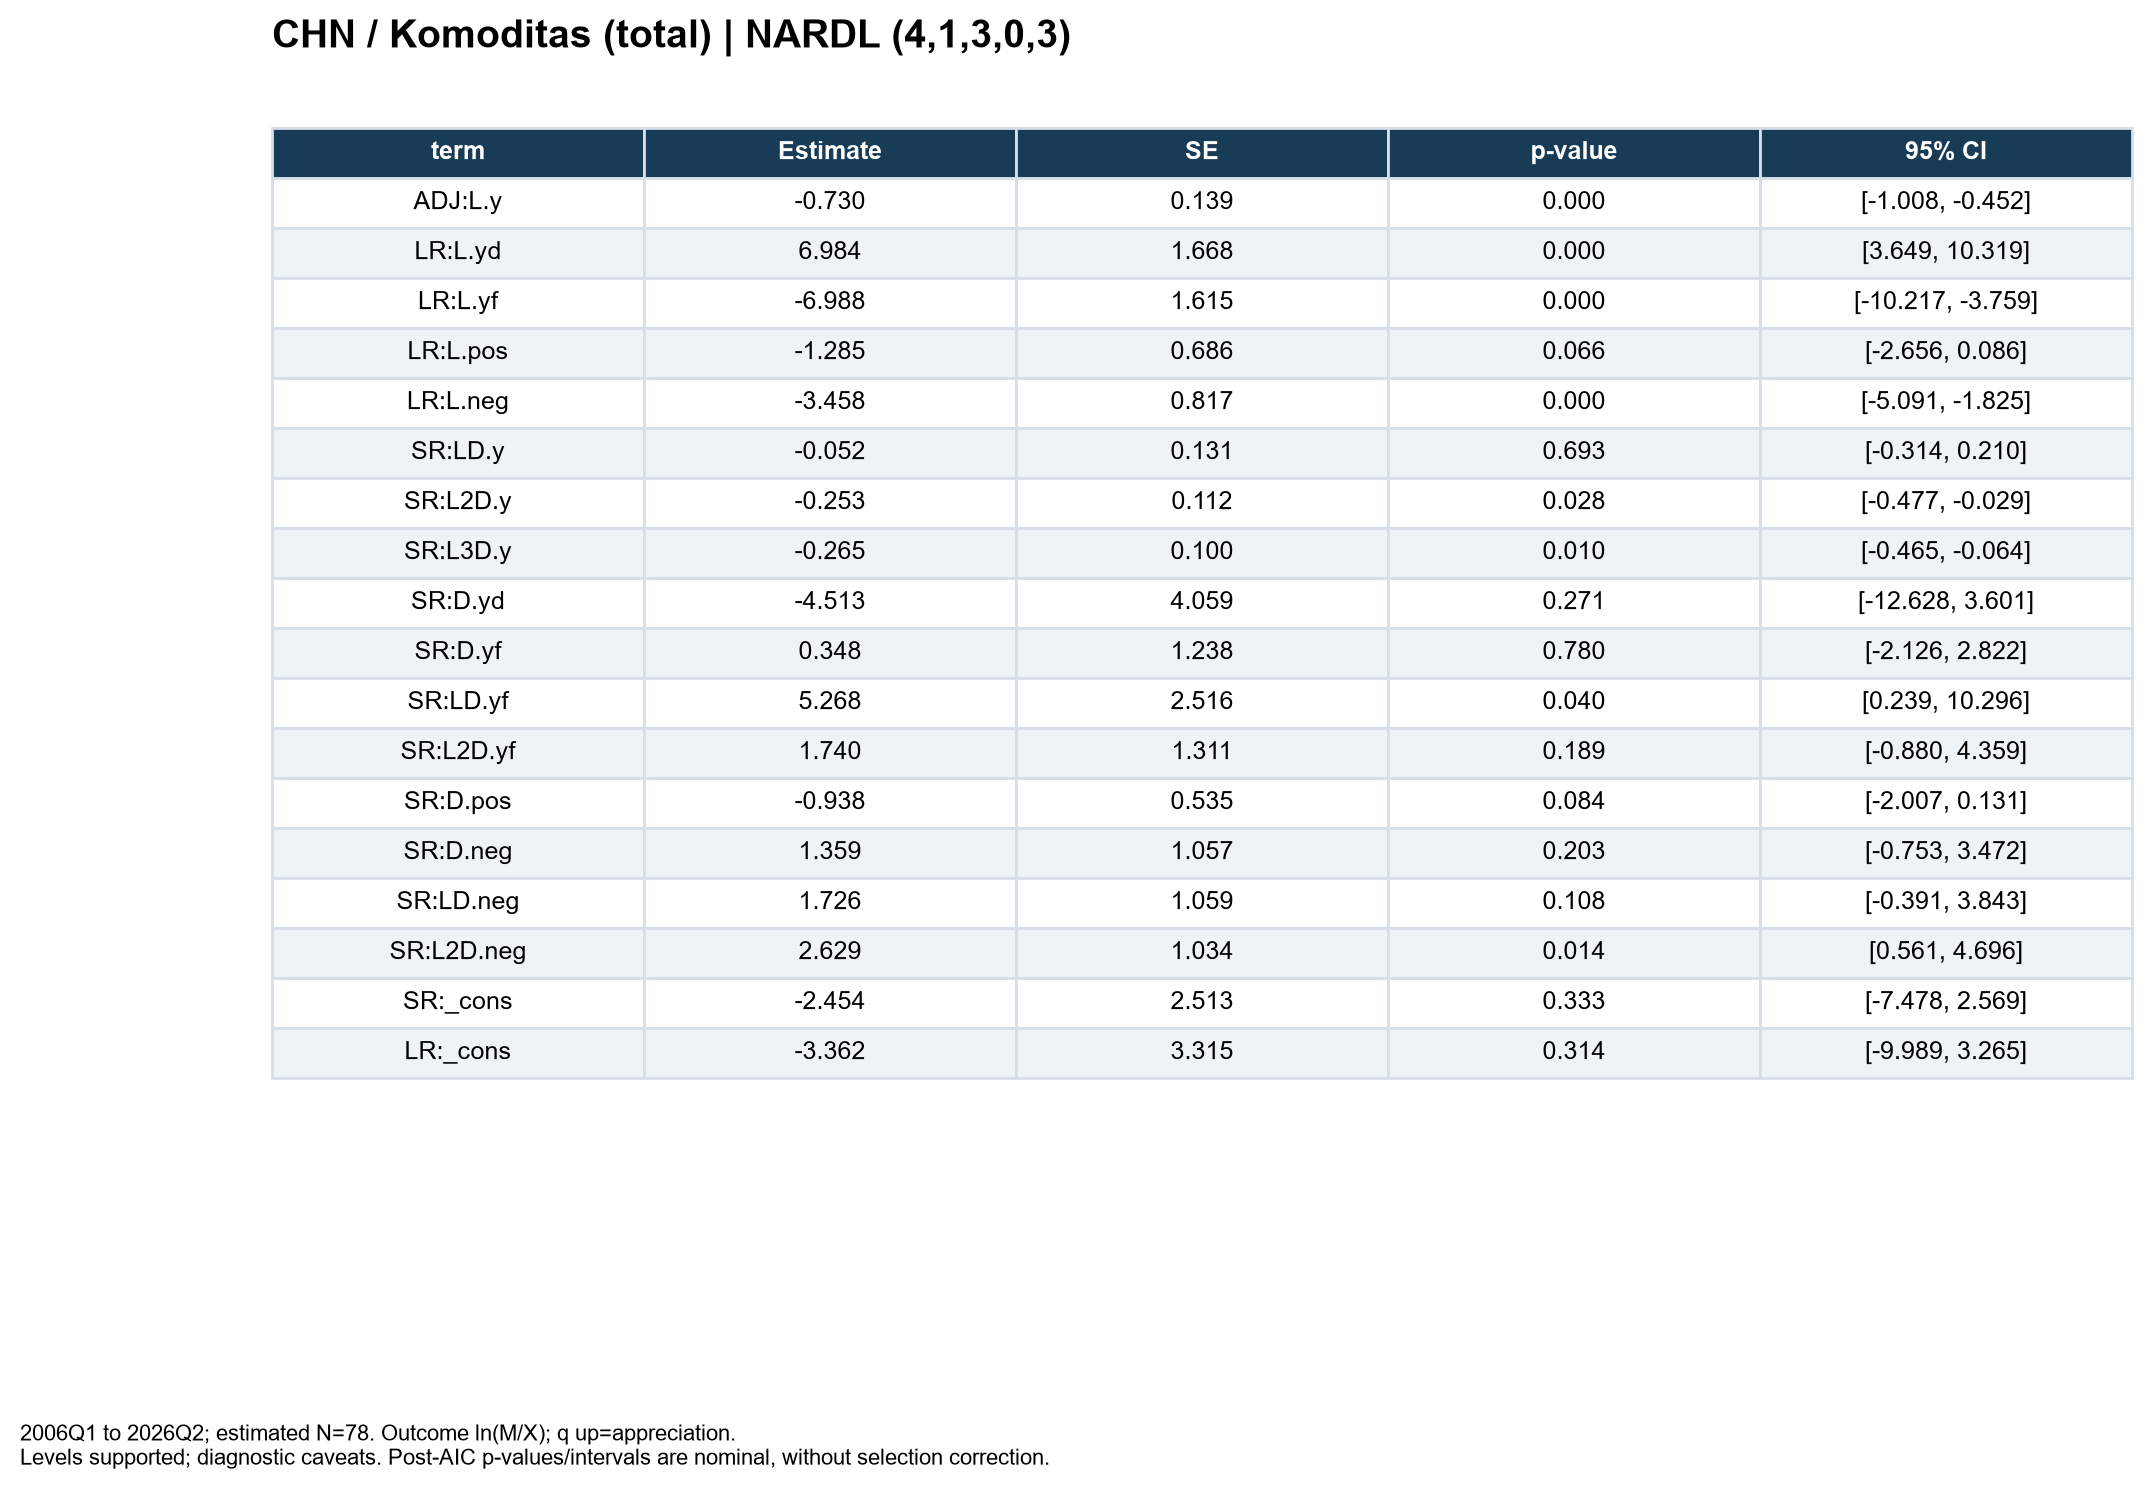 CHN / Komoditas (total) | NARDL (4,1,3,0,3)
term Estimate SE p-value 95% CI
ADJ:L.y -0.730 0.139 0.000 [-1.008, -0.452]
LR:L.yd 6.984 1.668 0.000 [3.649, 10.319]
LR:L.yf -6.988 1.615 0.000 [-10.217, -3.759]
LR:L.pos -1.285 0.686 0.066 [-2.656, 0.086]
LR:L.neg -3.458 0.817 0.000 [-5.091, -1.825]
SR:LD.y -0.052 0.131 0.693 [-0.314, 0.210]
SR:L2D.y -0.253 0.112 0.028 [-0.477, -0.029]
SR:L3D.y -0.265 0.100 0.010 [-0.465, -0.064]
SR:D.yd -4.513 4.059 0.271 [-12.628, 3.601]
SR:D.yf 0.348 1.238 0.780 [-2.126, 2.822]
SR:LD.yf 5.268 2.516 0.040 [0.239, 10.296]
SR:L2D.yf 1.740 1.311 0.189 [-0.880, 4.359]
SR:D.pos -0.938 0.535 0.084 [-2.007, 0.131]
SR:D.neg 1.359 1.057 0.203 [-0.753, 3.472]
SR:LD.neg 1.726 1.059 0.108 [-0.391, 3.843]
SR:L2D.neg 2.629 1.034 0.014 [0.561, 4.696]
SR:_cons -2.454 2.513 0.333 [-7.478, 2.569]
LR:_cons -3.362 3.315 0.314 [-9.989, 3.265]
2006Q1 to 2026Q2; estimated N=78. Outcome ln(M/X); q up=appreciation.
Levels supported; diagnostic caveats. Post-AIC p-values/intervals are nominal, without selection correction.